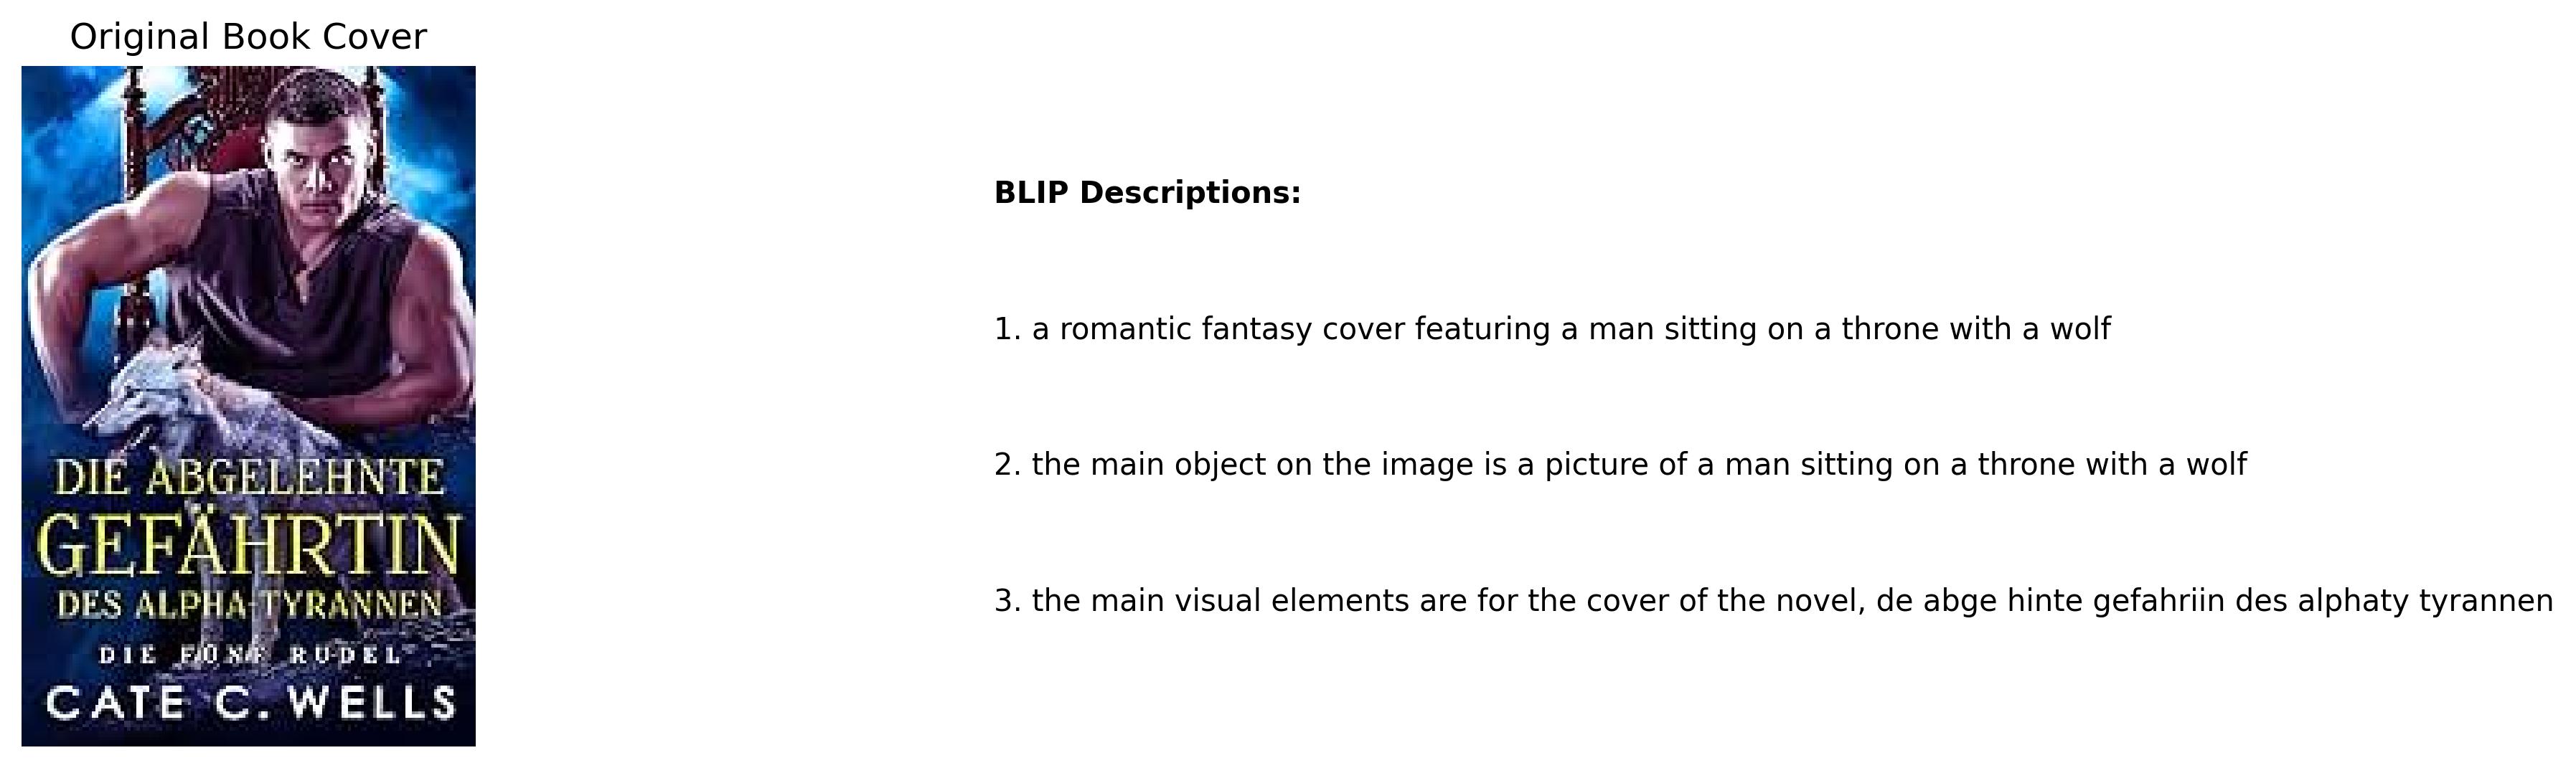 Original Book Cover
DIE ABGELEHNTE
GEFÄHRTIN
DES ALPHA-TYRANNEN
DIE FÜNF RUDEL
CATE C. WELLS
BLIP Descriptions:
1. a romantic fantasy cover featuring a man sitting on a throne with a wolf
2. the main object on the image is a picture of a man sitting on a throne with a wolf
3. the main visual elements are for the cover of the novel, de abge hinte gefahriin des alphaty tyrannen